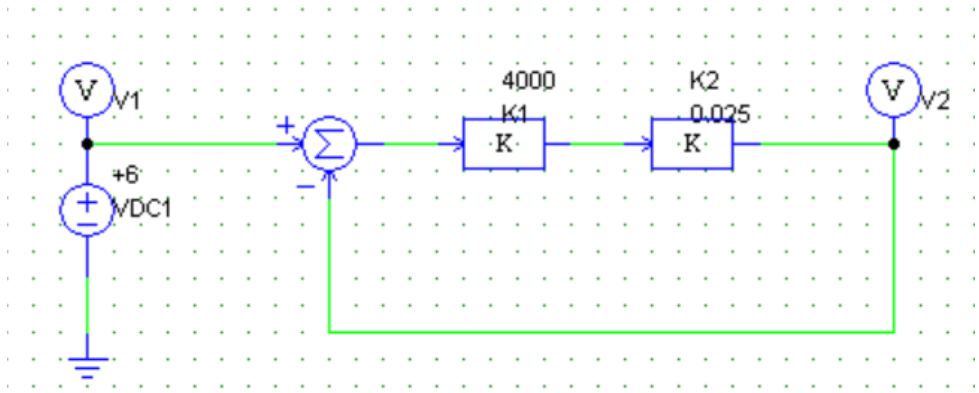 V V1
+6
VDC1
+ Σ −
4000
K1
K
K2
0.025
K
V V2